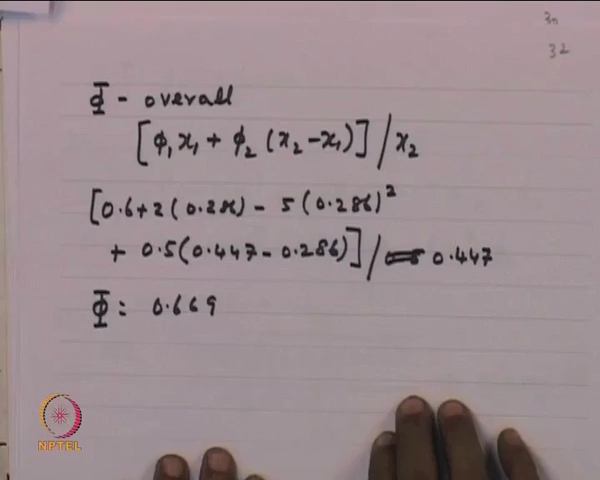 30
32
Φ̄ - overall
[φ₁x₁ + φ₂ (x₂-x₁)] / x₂
[0.6+2(0.286) - 5(0.286)²
+ 0.5(0.447-0.286)] / 0.447
Φ̄ = 0.669
NPTEL